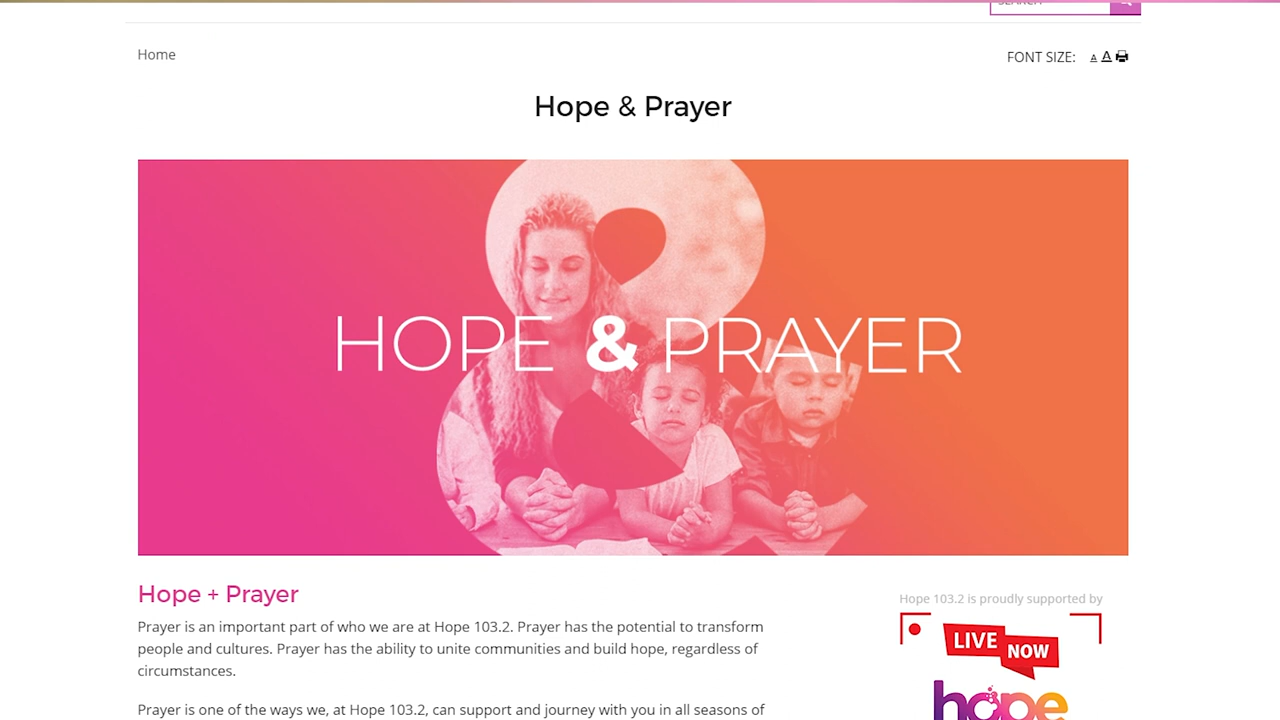 Home
FONT SIZE: A A
Hope & Prayer
HOPE & PRAYER
Hope + Prayer
Prayer is an important part of who we are at Hope 103.2. Prayer has the potential to transform
people and cultures. Prayer has the ability to unite communities and build hope, regardless of
circumstances.
Prayer is one of the ways we, at Hope 103.2, can support and journey with you in all seasons of
Hope 103.2 is proudly supported by
LIVE
NOW
hope